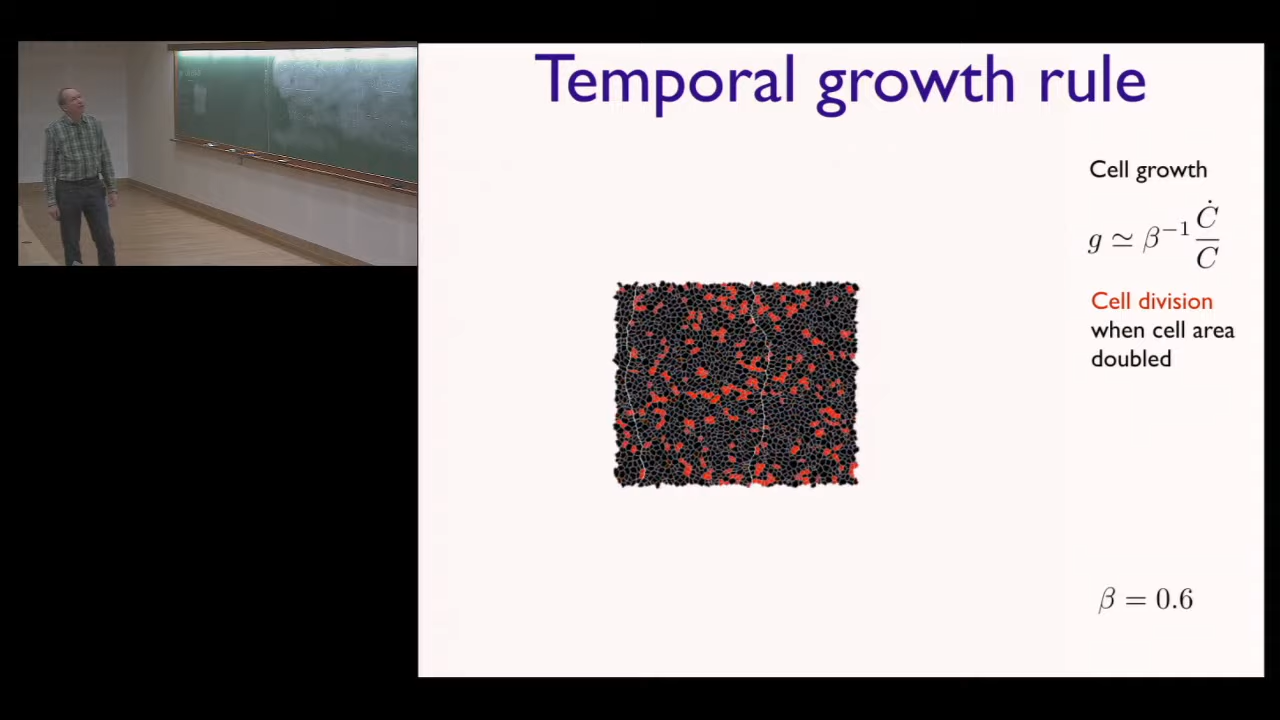 Temporal growth rule
Cell growth
g ≃ β⁻¹ Ċ/C
Cell division
when cell area
doubled
β = 0.6